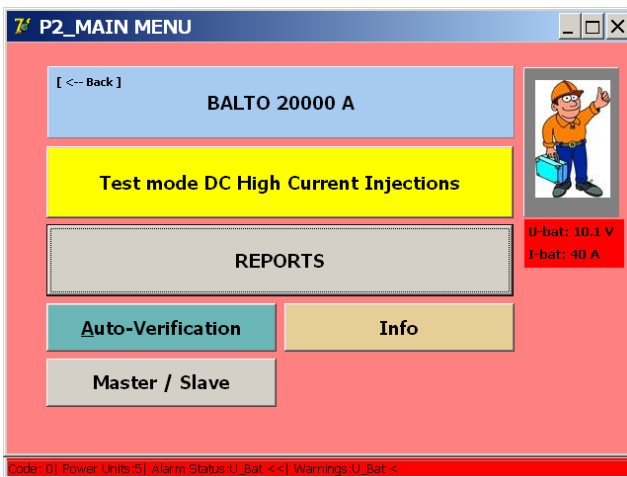 P2_MAIN MENU
[ <-- Back ]
BALTO 20000 A
Test mode DC High Current Injections
U-bat: 10.1 V
I-bat: 40 A
REPORTS
Auto-Verification
Info
Master / Slave
Code: 0| Power Units:5| Alarm Status:U_Bat <<| Warnings:U_Bat <